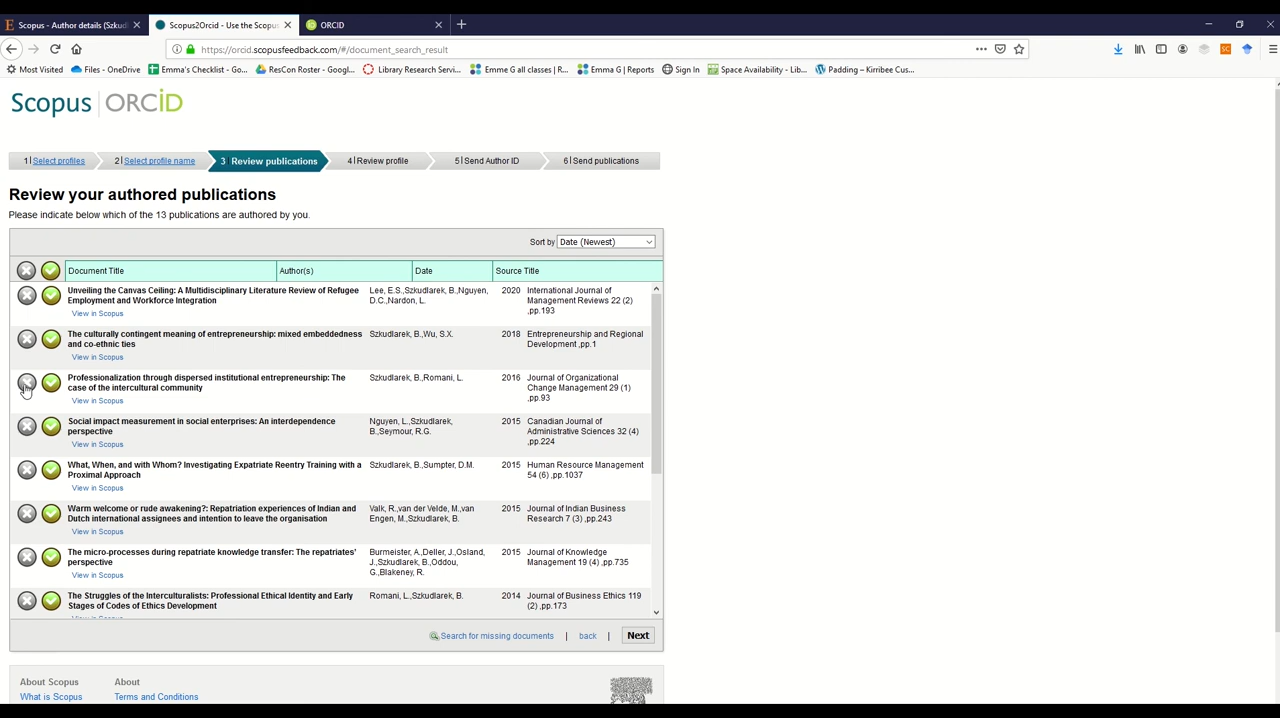 Scopus - Author details (Szkud
Scopus2Orcid - Use the Scopus
ORCID
https://orcid.scopusfeedback.com/#/document_search_result
Most Visited Files - OneDrive Emma's Checklist - Go... ResCon Roster - Googl... Library Research Servi... Emme G all classes | R... Emma G | Reports Sign In Space Availability - Lib... Padding – Kirribee Cus...
Scopus ORCID
1 Select profiles 2 Select profile name 3 Review publications 4 Review profile 5 Send Author ID 6 Send publications
Review your authored publications
Please indicate below which of the 13 publications are authored by you.
Sort by Date (Newest)
Document Title Author(s) Date Source Title
Unveiling the Canvas Ceiling: A Multidisciplinary Literature Review of Refugee Lee, E.S.,Szkudlarek, B.,Nguyen, 2020 International Journal of
Employment and Workforce Integration D.C.,Nardon, L. Management Reviews 22 (2)
,pp.193
View in Scopus
The culturally contingent meaning of entrepreneurship: mixed embeddedness Szkudlarek, B.,Wu, S.X. 2018 Entrepreneurship and Regional
and co-ethnic ties Development ,pp.1
View in Scopus
Professionalization through dispersed institutional entrepreneurship: The Szkudlarek, B.,Romani, L. 2016 Journal of Organizational
case of the intercultural community Change Management 29 (1)
,pp.93
View in Scopus
Social impact measurement in social enterprises: An interdependence Nguyen, L.,Szkudlarek, 2015 Canadian Journal of
perspective B.,Seymour, R.G. Administrative Sciences 32 (4)
,pp.224
View in Scopus
What, When, and with Whom? Investigating Expatriate Reentry Training with a Szkudlarek, B.,Sumpter, D.M. 2015 Human Resource Management
Proximal Approach 54 (6) ,pp.1037
View in Scopus
Warm welcome or rude awakening?: Repatriation experiences of Indian and Valk, R.,van der Velde, M.,van 2015 Journal of Indian Business
Dutch international assignees and intention to leave the organisation Engen, M.,Szkudlarek, B. Research 7 (3) ,pp.243
View in Scopus
The micro-processes during repatriate knowledge transfer: The repatriates' Burmeister, A.,Deller, J.,Osland, 2015 Journal of Knowledge
perspective J.,Szkudlarek, B.,Oddou, Management 19 (4) ,pp.735
G.,Blakeney, R.
View in Scopus
The Struggles of the Interculturalists: Professional Ethical Identity and Early Romani, L.,Szkudlarek, B. 2014 Journal of Business Ethics 119
Stages of Codes of Ethics Development (2) ,pp.173
View in Scopus
Search for missing documents | back | Next
About Scopus About
What is Scopus Terms and Conditions